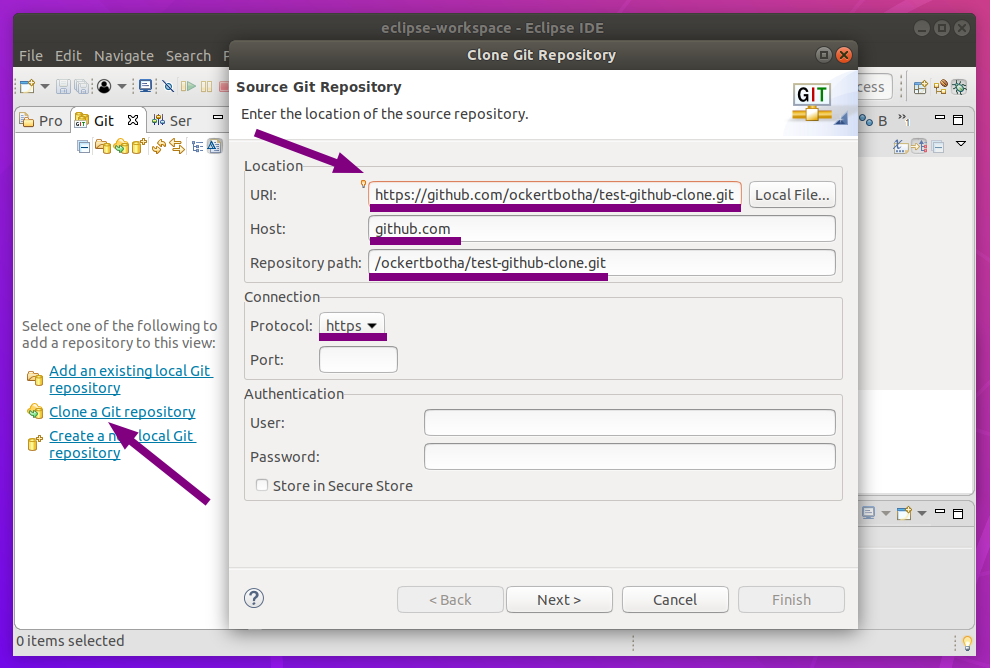 eclipse-workspace - Eclipse IDE
File Edit Navigate Search
Clone Git Repository
Source Git Repository
Enter the location of the source repository.
GIT
Pro
Git
Ser
cess
B
»1
Location
URI: https://github.com/ockertbotha/test-github-clone.git Local File...
Host: github.com
Repository path: /ockertbotha/test-github-clone.git
Connection
Protocol: https
Port:
Authentication
User:
Password:
Store in Secure Store
Select one of the following to
add a repository to this view:
Add an existing local Git
repository
Clone a Git repository
Create a local Git
repository
? < Back Next > Cancel Finish
0 items selected